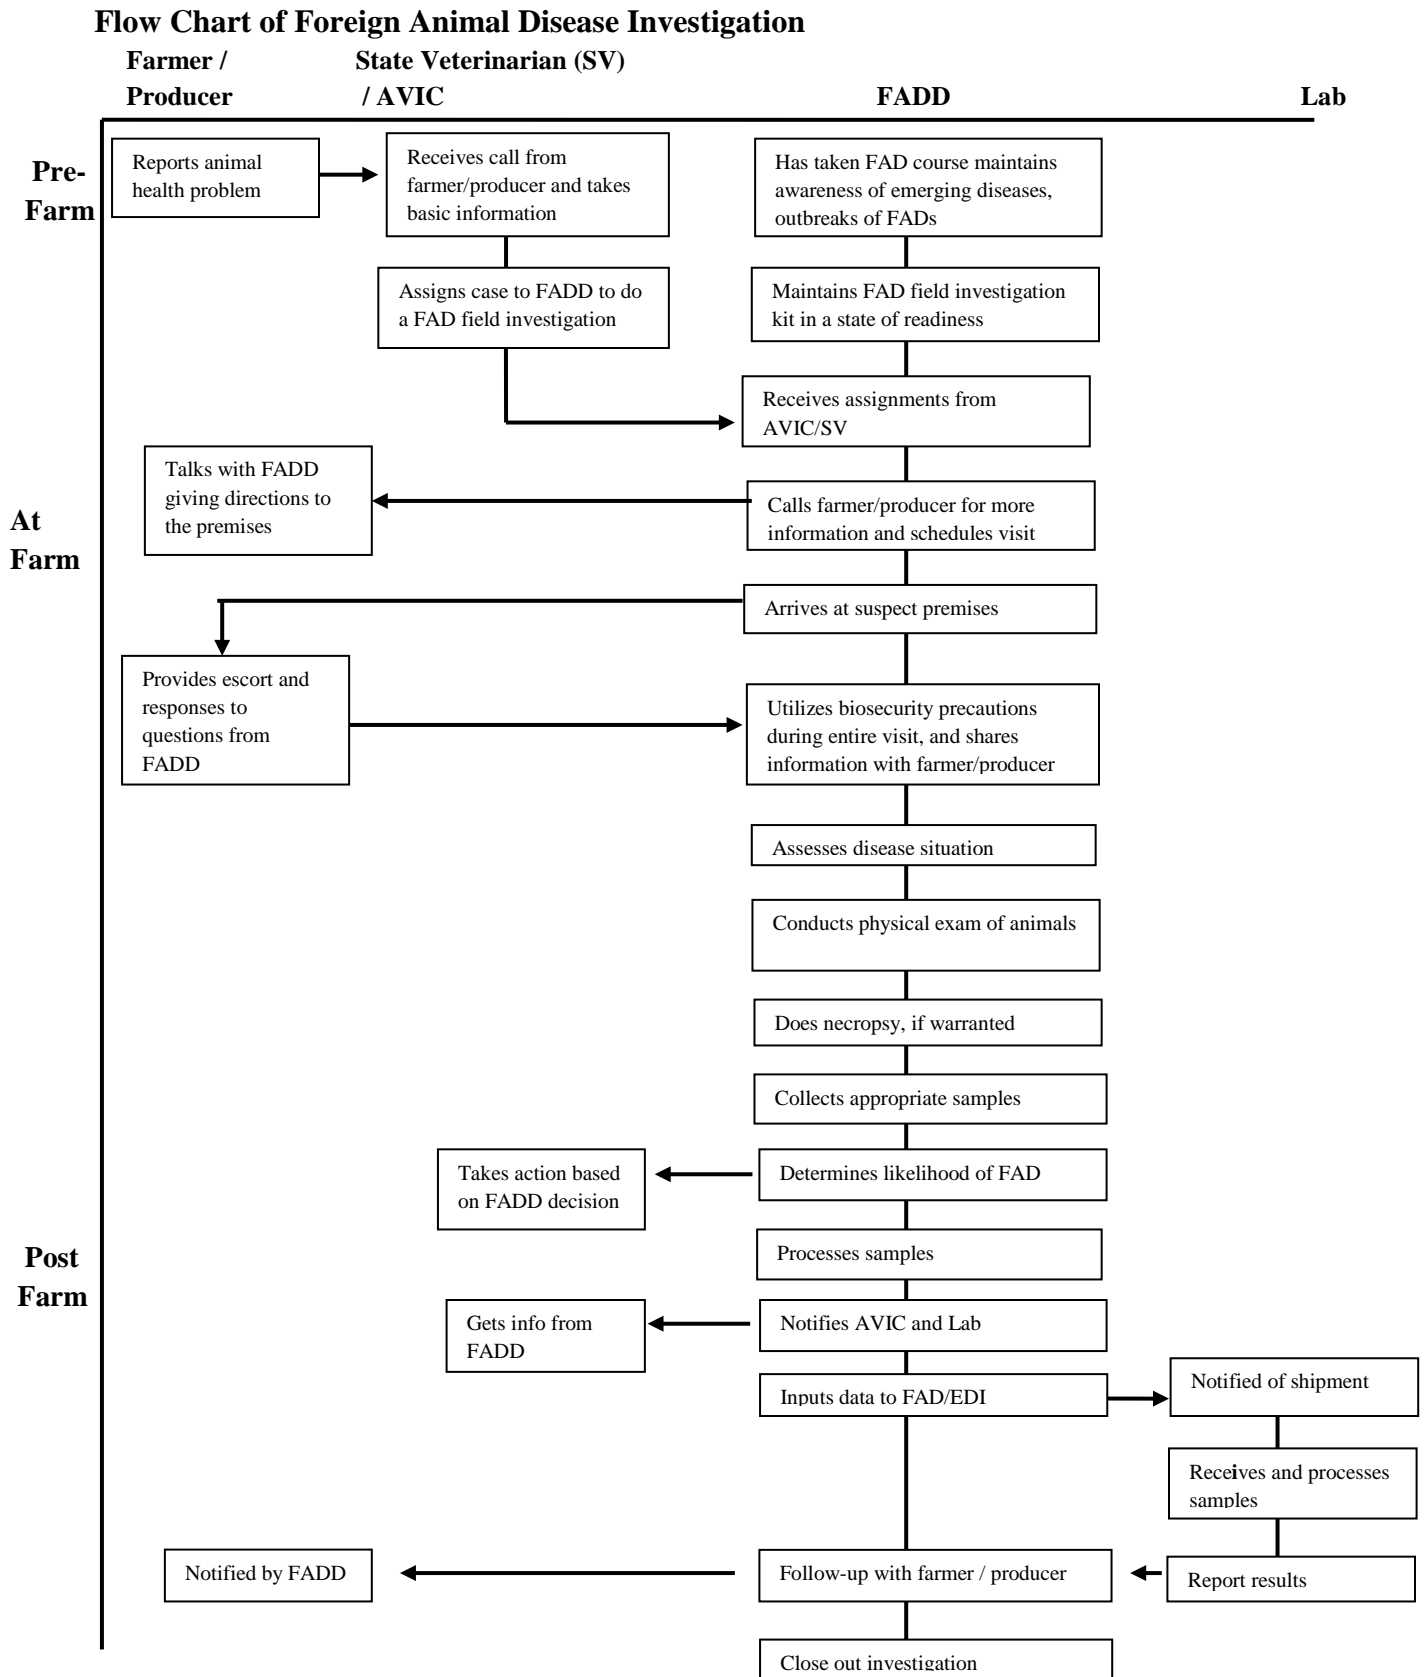 Flow Chart of Foreign Animal Disease Investigation
Farmer /
Producer
State Veterinarian (SV)
/ AVIC
FADD
Lab
Pre-
Farm
Reports animal
health problem
Receives call from
farmer/producer and takes
basic information
Has taken FAD course maintains
awareness of emerging diseases,
outbreaks of FADs
Assigns case to FADD to do
a FAD field investigation
Maintains FAD field investigation
kit in a state of readiness
Receives assignments from
AVIC/SV
At
Farm
Talks with FADD
giving directions to
the premises
Calls farmer/producer for more
information and schedules visit
Arrives at suspect premises
Provides escort and
responses to
questions from
FADD
Utilizes biosecurity precautions
during entire visit, and shares
information with farmer/producer
Assesses disease situation
Conducts physical exam of animals
Does necropsy, if warranted
Collects appropriate samples
Takes action based
on FADD decision
Determines likelihood of FAD
Post
Farm
Processes samples
Gets info from
FADD
Notifies AVIC and Lab
Inputs data to FAD/EDI
Notified of shipment
Receives and processes
samples
Notified by FADD
Follow-up with farmer / producer
Report results
Close out investigation